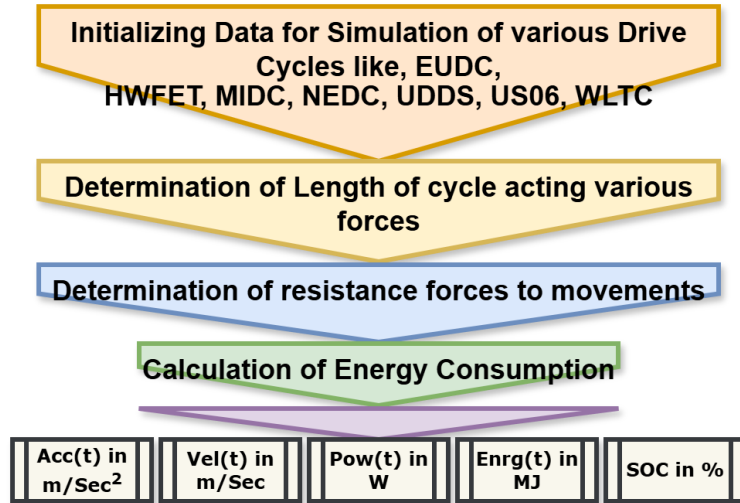 Initializing Data for Simulation of various Drive
Cycles like, EUDC,
HWFET, MIDC, NEDC, UDDS, US06, WLTC
Determination of Length of cycle acting various
forces
Determination of resistance forces to movements
Calculation of Energy Consumption
Acc(t) in
m/Sec²
Vel(t) in
m/Sec
Pow(t) in
W
Enrg(t) in
MJ
SOC in %